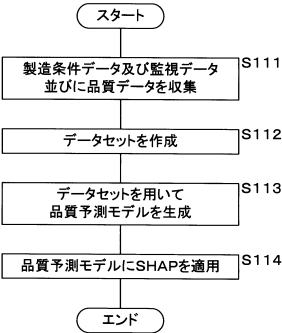 スタート
製造条件データ及び監視データ
並びに品質データを収集
S111
データセットを作成
S112
データセットを用いて
品質予測モデルを生成
S113
品質予測モデルにSHAPを適用
S114
エンド